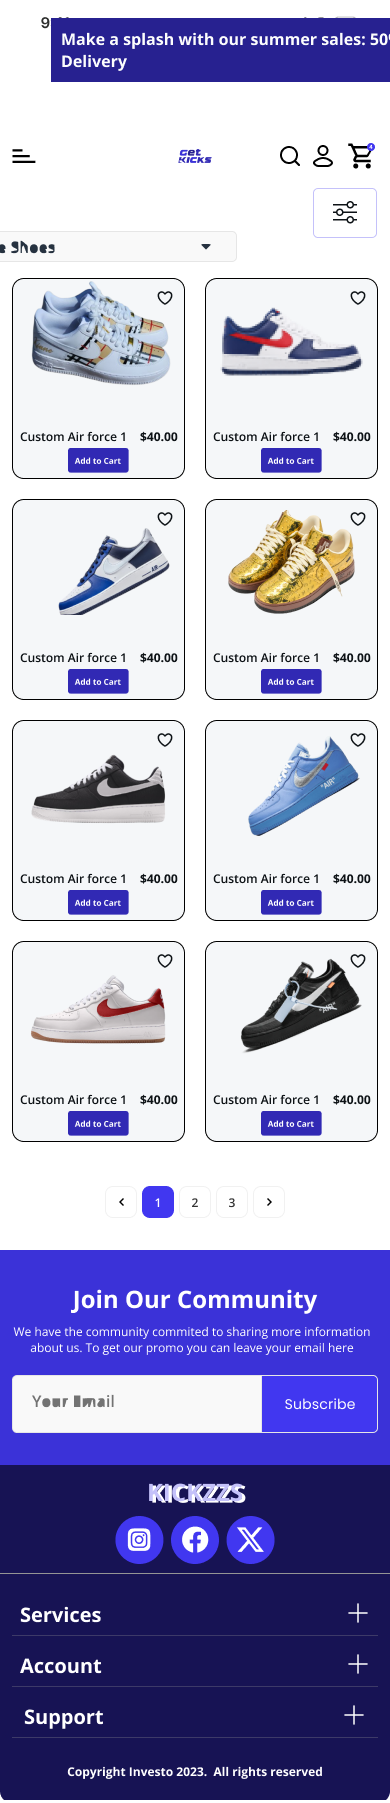 9
Make a splash with our summer sales: 50
Delivery
GET
KICKS
4
e Shoes
Custom Air force 1 $40.00
Add to Cart
Custom Air force 1 $40.00
Add to Cart
Custom Air force 1 $40.00
Add to Cart
Custom Air force 1 $40.00
Add to Cart
Custom Air force 1 $40.00
Add to Cart
"AIR"
Custom Air force 1 $40.00
Add to Cart
Custom Air force 1 $40.00
Add to Cart
"AIR"
Custom Air force 1 $40.00
Add to Cart
1 2 3
Join Our Community
We have the community commited to sharing more information
about us. To get our promo you can leave your email here
Your Email
Subscribe
KICKZZS
Services
Account
Support
Copyright Investo 2023. All rights reserved